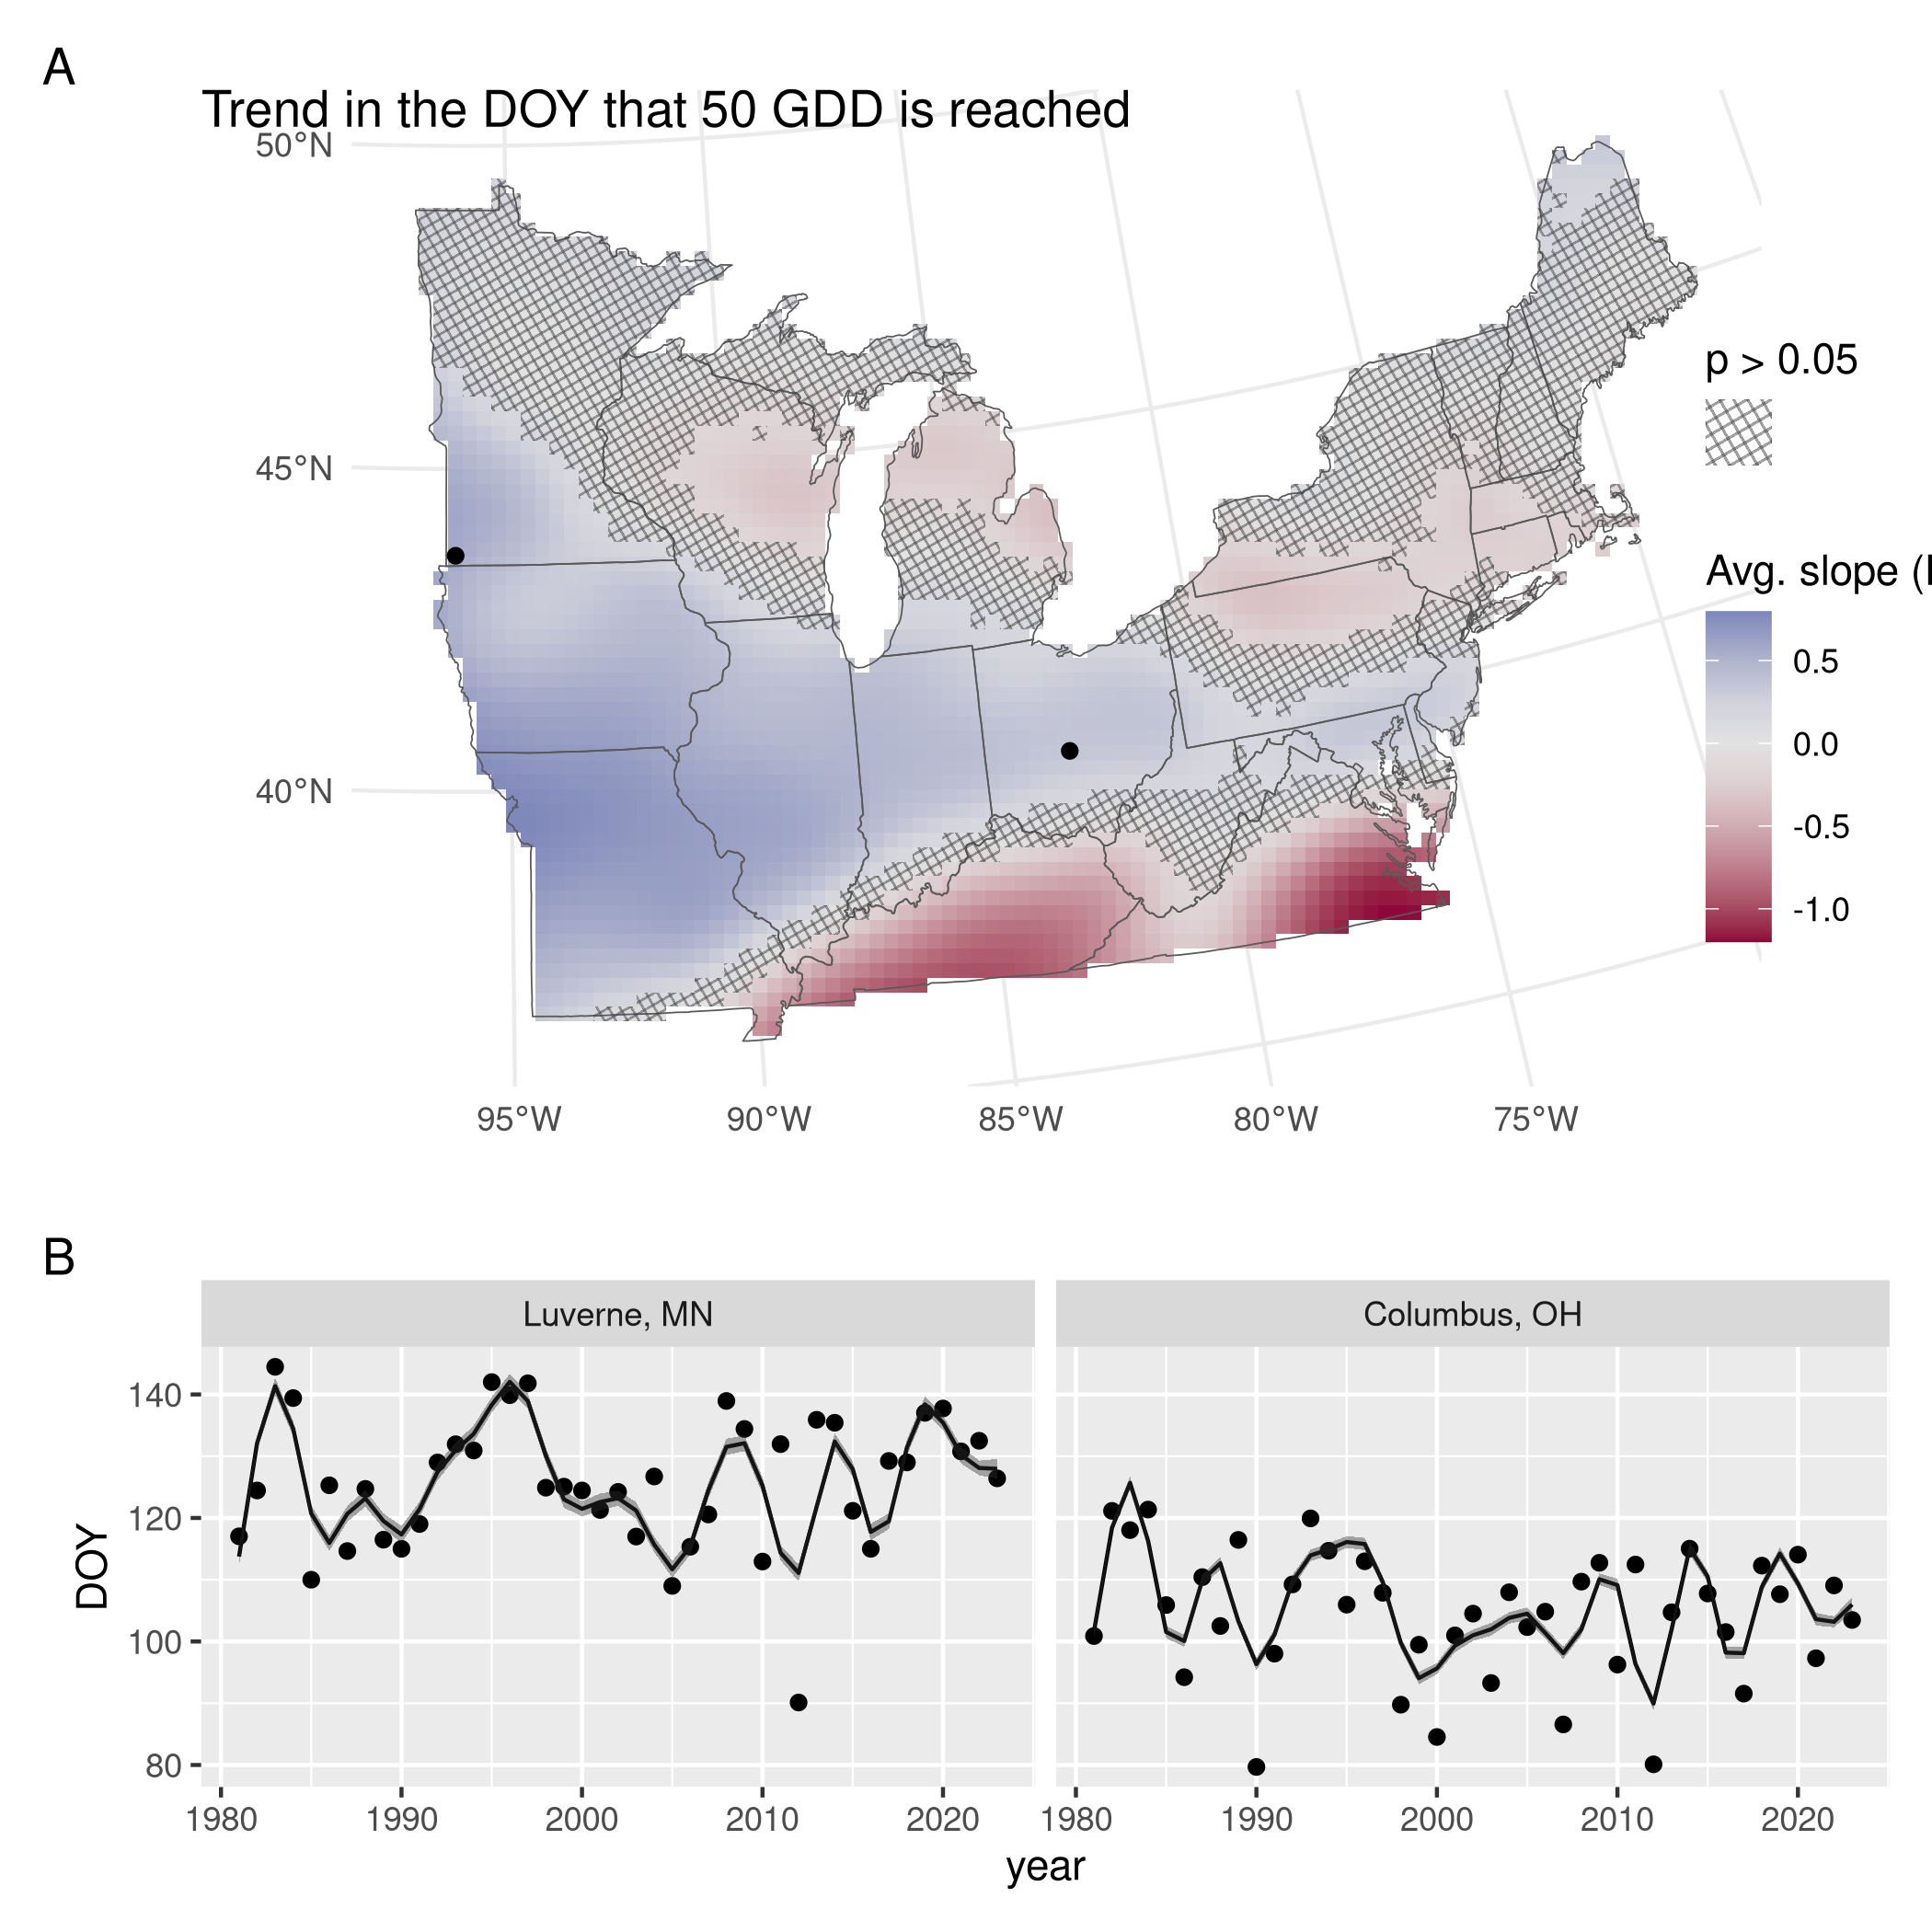 A
Trend in the DOY that 50 GDD is reached
50°N
45°N
40°N
95°W
90°W
85°W
80°W
75°W
p > 0.05
Avg. slope (
0.5
0.0
-0.5
-1.0
B
Luverne, MN
Columbus, OH
DOY
140
120
100
80
1980
1990
2000
2010
2020
1980
1990
2000
2010
2020
year